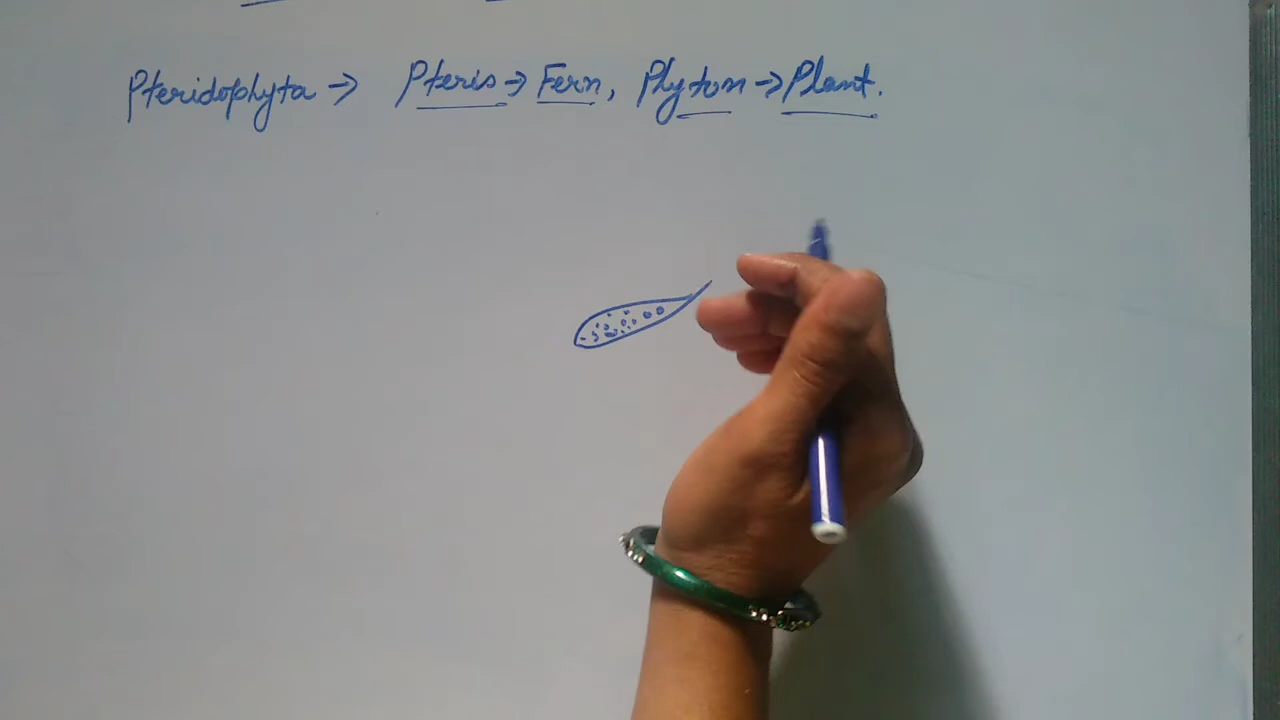 Pteridophyta → Pteris → Fern, Phyton → Plant.